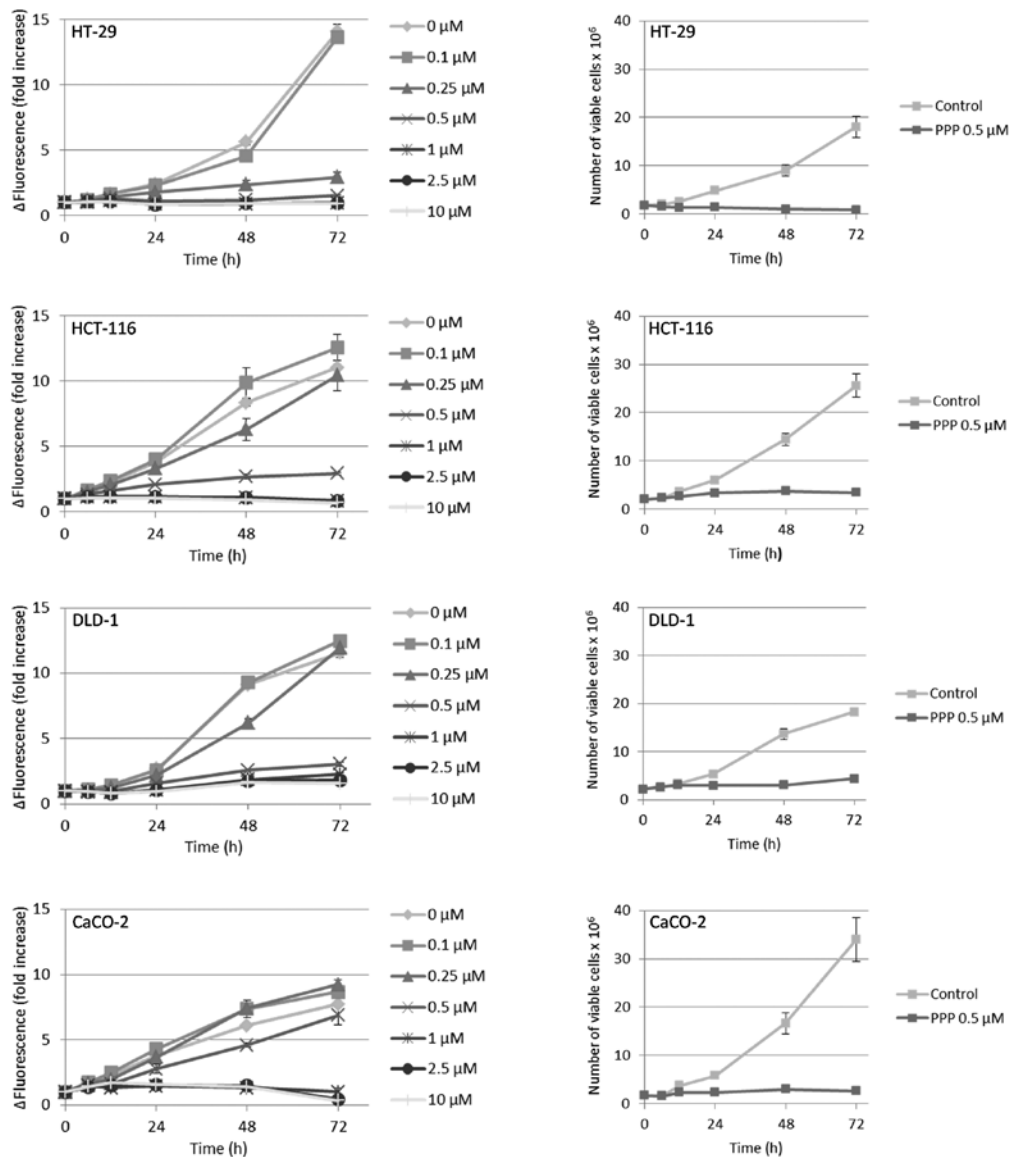 HT-29
ΔFluorescence (fold increase)
15
10
5
0
0 24 48 72
Time (h)
0 μM
0.1 μM
0.25 μM
0.5 μM
1 μM
2.5 μM
10 μM
HT-29
Number of viable cells x 10⁶
40
30
20
10
0
0 24 48 72
Time (h)
Control
PPP 0.5 μM
HCT-116
ΔFluorescence (fold increase)
15
10
5
0
0 24 48 72
Time (h)
0 μM
0.1 μM
0.25 μM
0.5 μM
1 μM
2.5 μM
10 μM
HCT-116
Number of viable cells x 10⁶
40
30
20
10
0
0 24 48 72
Time (h)
Control
PPP 0.5 μM
DLD-1
ΔFluorescence (fold increase)
15
10
5
0
0 24 48 72
Time (h)
0 μM
0.1 μM
0.25 μM
0.5 μM
1 μM
2.5 μM
10 μM
DLD-1
Number of viable cells x 10⁶
40
30
20
10
0
0 24 48 72
Time (h)
Control
PPP 0.5 μM
CaCO-2
ΔFluorescence (fold increase)
15
10
5
0
0 24 48 72
Time (h)
0 μM
0.1 μM
0.25 μM
0.5 μM
1 μM
2.5 μM
10 μM
CaCO-2
Number of viable cells x 10⁶
40
30
20
10
0
0 24 48 72
Time (h)
Control
PPP 0.5 μM